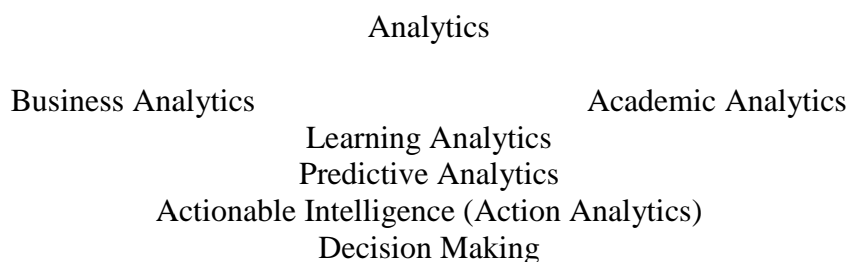 Analytics
Business Analytics Academic Analytics
Learning Analytics
Predictive Analytics
Actionable Intelligence (Action Analytics)
Decision Making